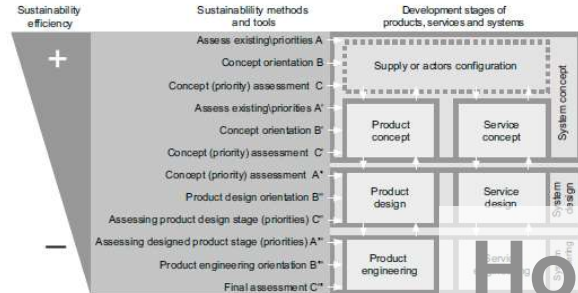 Sustainability
efficiency
Sustainability methods
and tools
Development stages of
products, services and systems
+
Assess existing\priorities A
Concept orientation B
Concept (priority) assessment C
Assess existing\priorities A'
Concept orientation B'
Concept (priority) assessment C'
Concept (priority) assessment A"
Product design orientation B"
Assessing product design stage (priorities) C"
Assessing designed product stage (priorities) A"'
Product engineering orientation B"'
Final assessment C"'
−
Supply or actors configuration
System concept
Product
concept
Service
concept
Product
design
Service
design
System
design
Product
engineering
Service
System
Ho